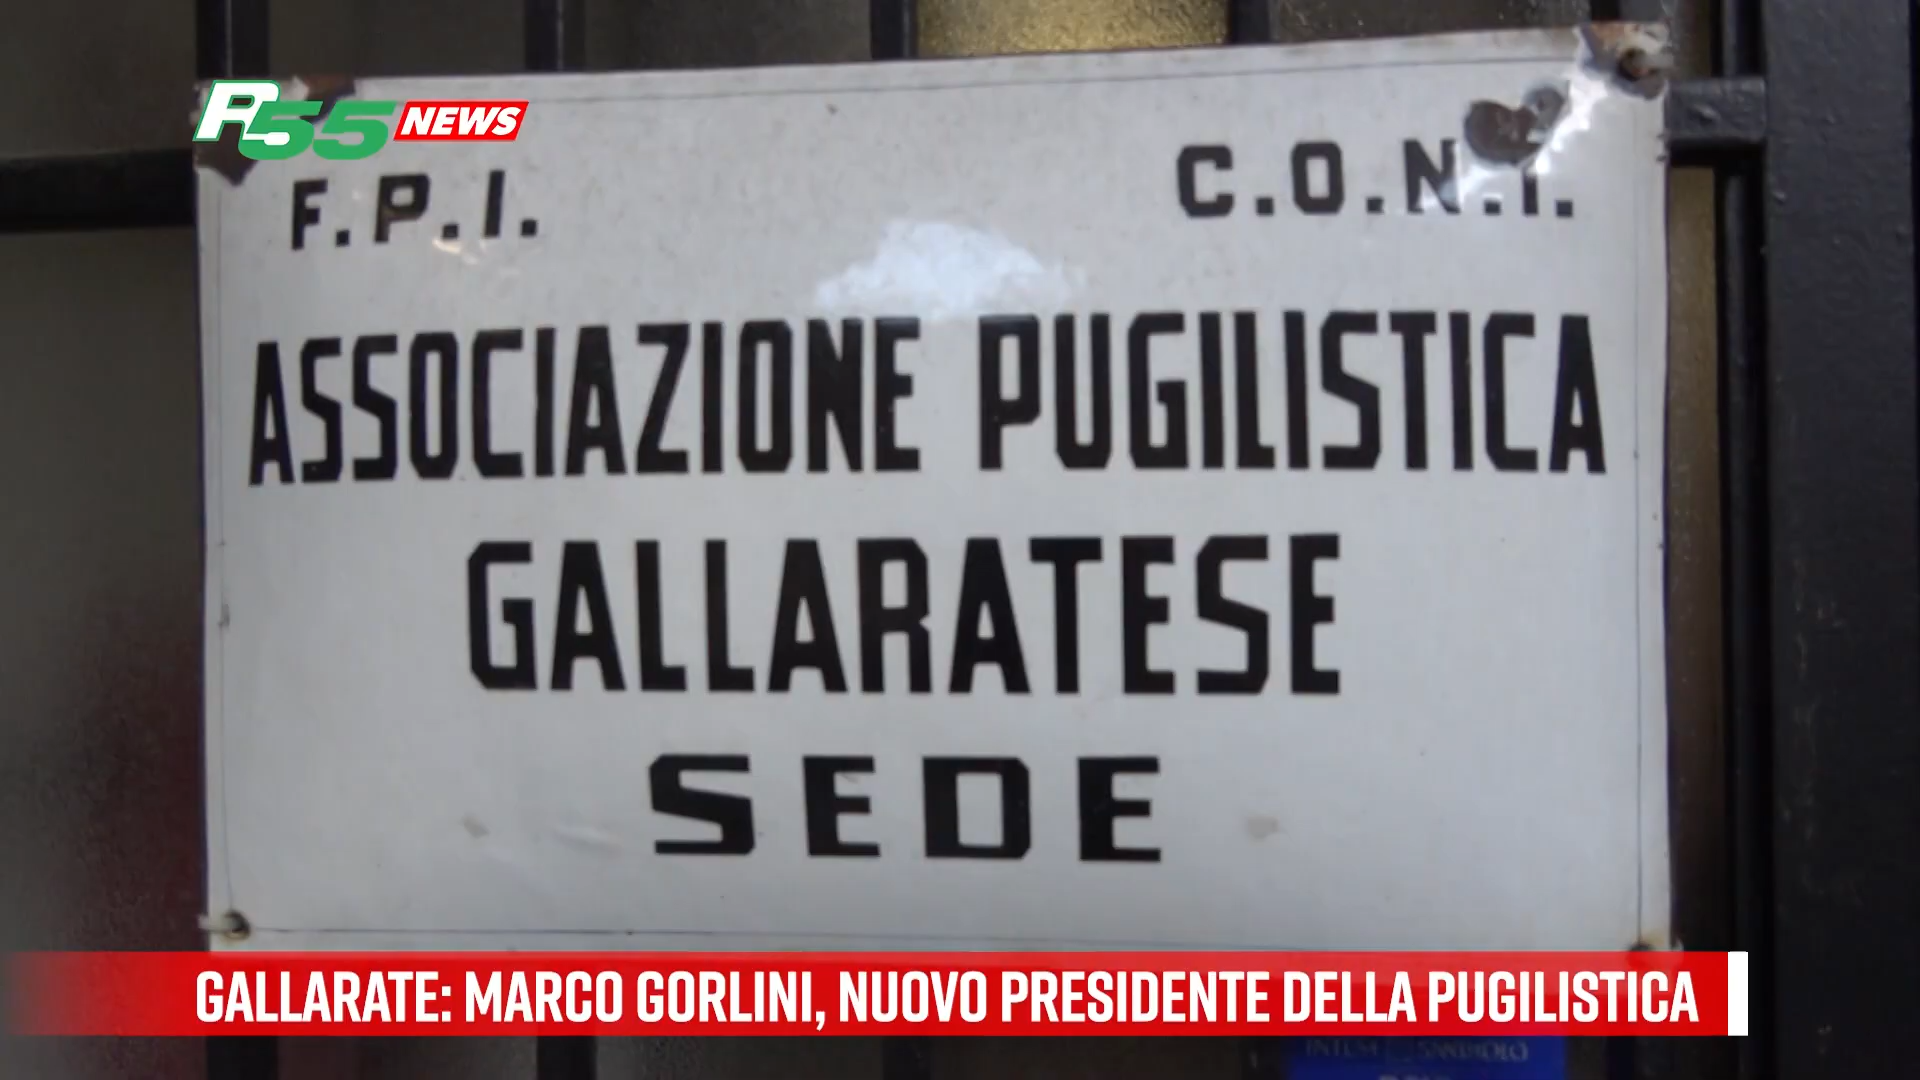 R55 NEWS
F.P.I. C.O.N.I.
ASSOCIAZIONE PUGILISTICA
GALLARATESE
SEDE
GALLARATE: MARCO GORLINI, NUOVO PRESIDENTE DELLA PUGILISTICA